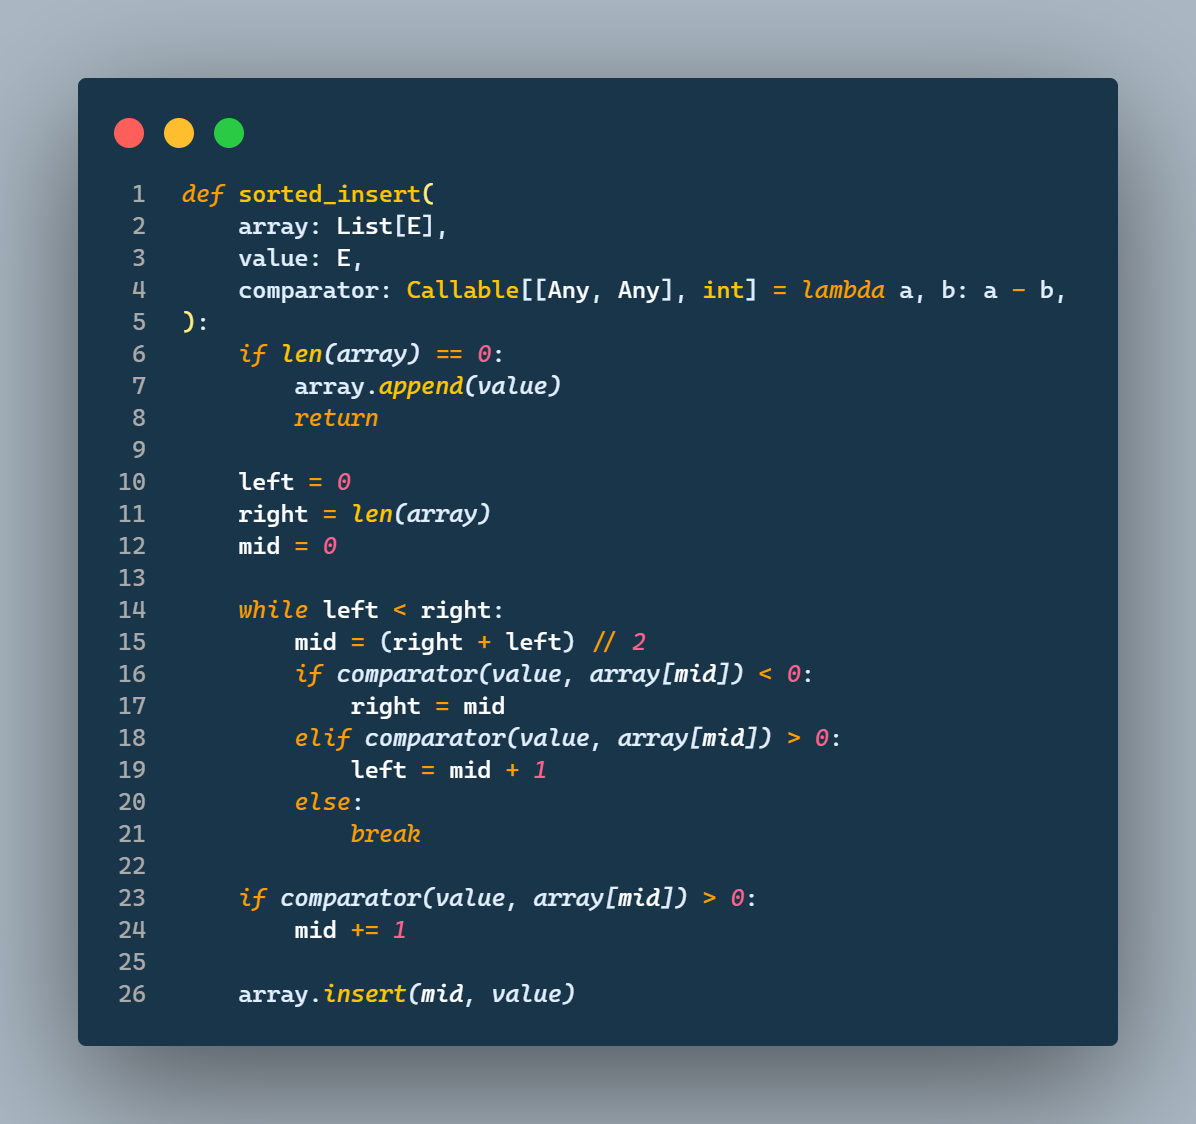 1 def sorted_insert(
2     array: List[E],
3     value: E,
4     comparator: Callable[[Any, Any], int] = lambda a, b: a - b,
5 ):
6     if len(array) == 0:
7         array.append(value)
8         return
9
10     left = 0
11     right = len(array)
12     mid = 0
13
14     while left < right:
15         mid = (right + left) // 2
16         if comparator(value, array[mid]) < 0:
17             right = mid
18         elif comparator(value, array[mid]) > 0:
19             left = mid + 1
20         else:
21             break
22
23     if comparator(value, array[mid]) > 0:
24         mid += 1
25
26     array.insert(mid, value)